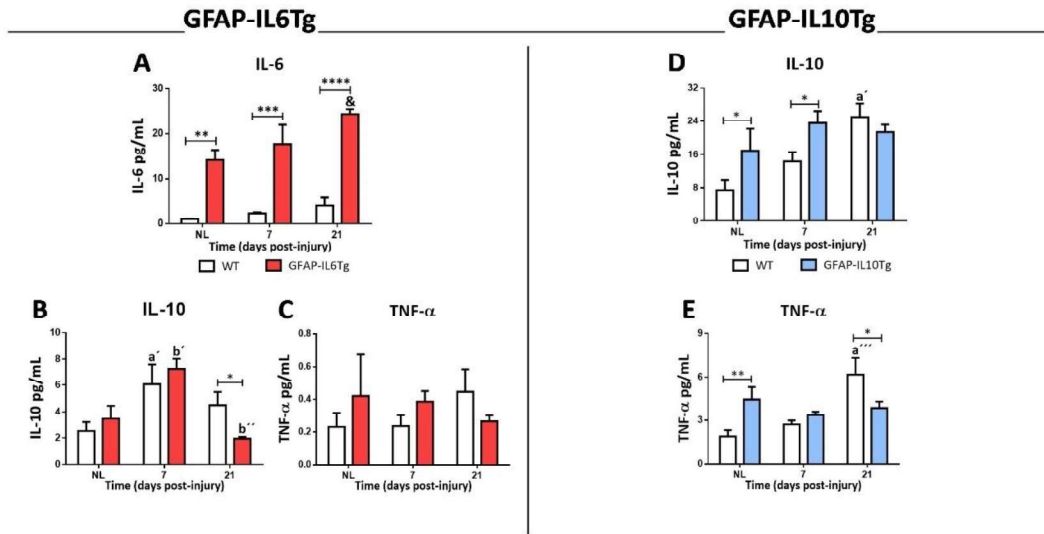 GFAP-IL6Tg
GFAP-IL10Tg
A
IL-6
IL-6 pg/mL
30
20
10
0
**
***
****
&
NL
7
21
Time (days post-injury)
WT
GFAP-IL6Tg
B
IL-10
IL-10 pg/mL
10
8
6
4
2
0
a´
b´
*
b´´
NL
7
21
Time (days post-injury)
C
TNF-α
TNF-α pg/mL
0.8
0.6
0.4
0.2
0.0
NL
7
21
Time (days post-injury)
D
IL-10
IL-10 pg/mL
32
24
16
8
0
*
*
a´
NL
7
21
Time (days post-injury)
WT
GFAP-IL10Tg
E
TNF-α
TNF-α pg/mL
9
6
3
0
**
a´´´
*
NL
7
21
Time (days post-injury)